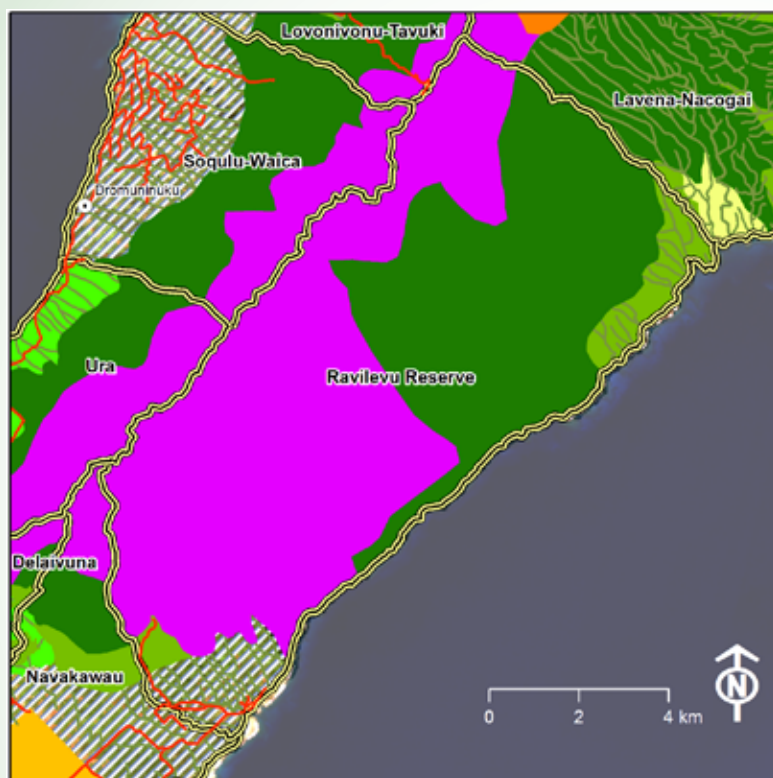 Lovonivonu-Tavuki
Lavena-Nacogai
Soqulu-Waica
Dromuninuku
Ura
Ravilevu Reserve
Delaivuna
Navakawau
N
0 2 4 km